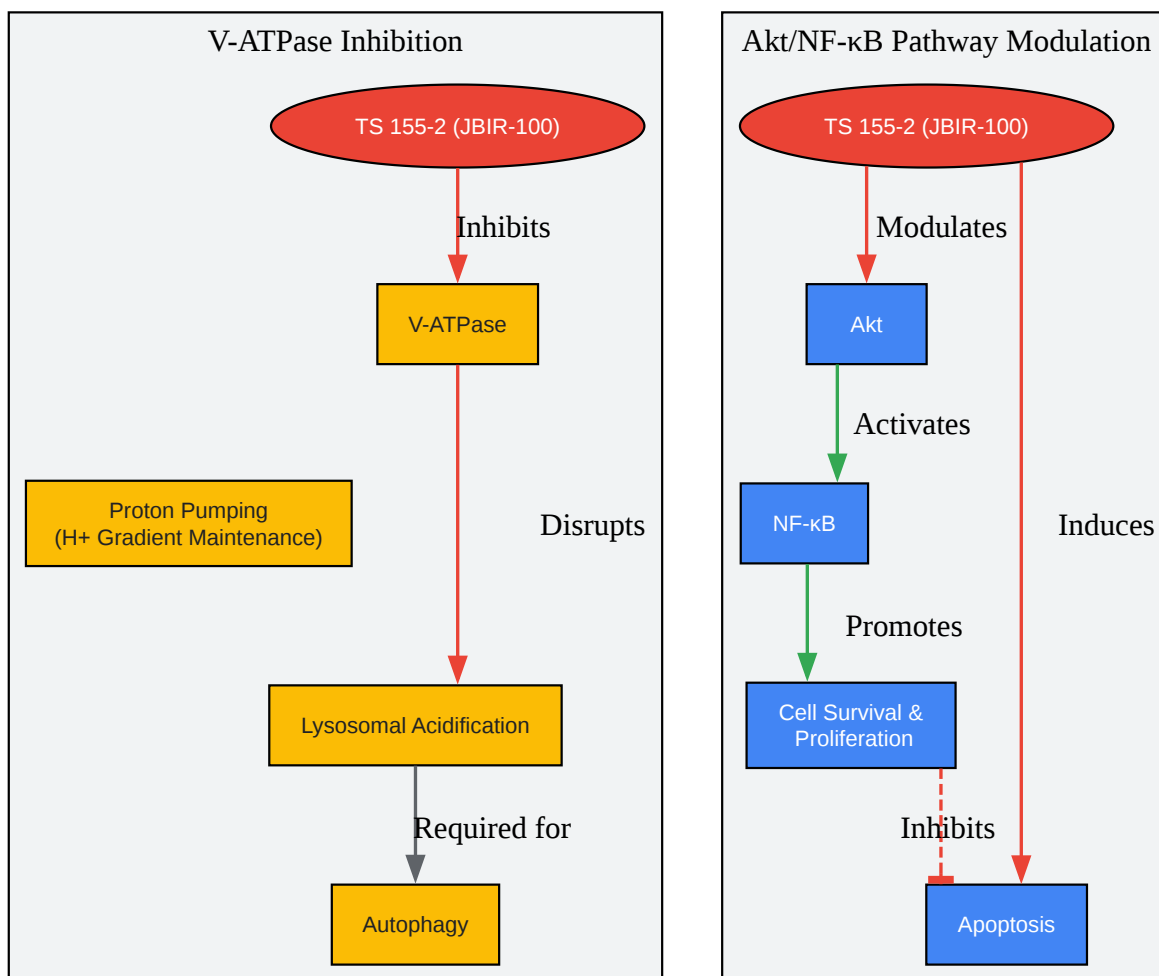 V-ATPase Inhibition
TS 155-2 (JBIR-100)
Inhibits
V-ATPase
Proton Pumping
(H+ Gradient Maintenance)
Disrupts
Lysosomal Acidification
Required for
Autophagy
Akt/NF-κB Pathway Modulation
TS 155-2 (JBIR-100)
Modulates
Akt
Activates
NF-κB
Induces
Promotes
Cell Survival &
Proliferation
Inhibits
Apoptosis